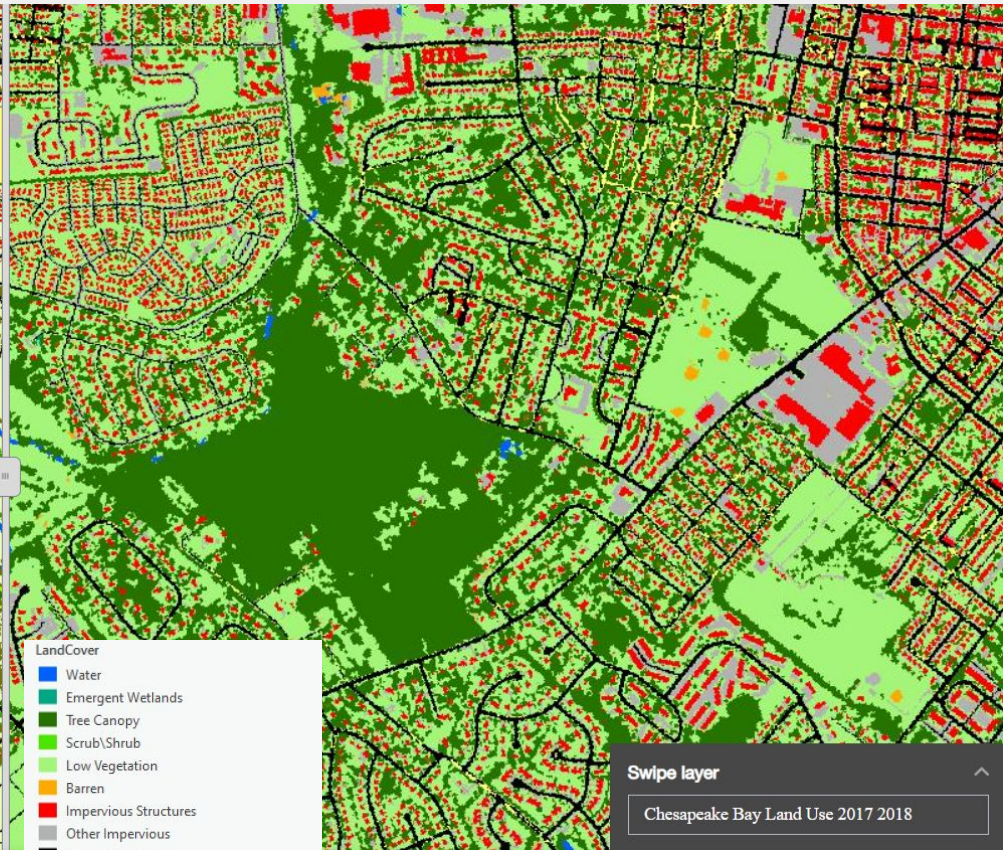 LandCover
Water
Emergent Wetlands
Tree Canopy
Scrub\Shrub
Low Vegetation
Barren
Impervious Structures
Other Impervious
Swipe layer
Chesapeake Bay Land Use 2017 2018